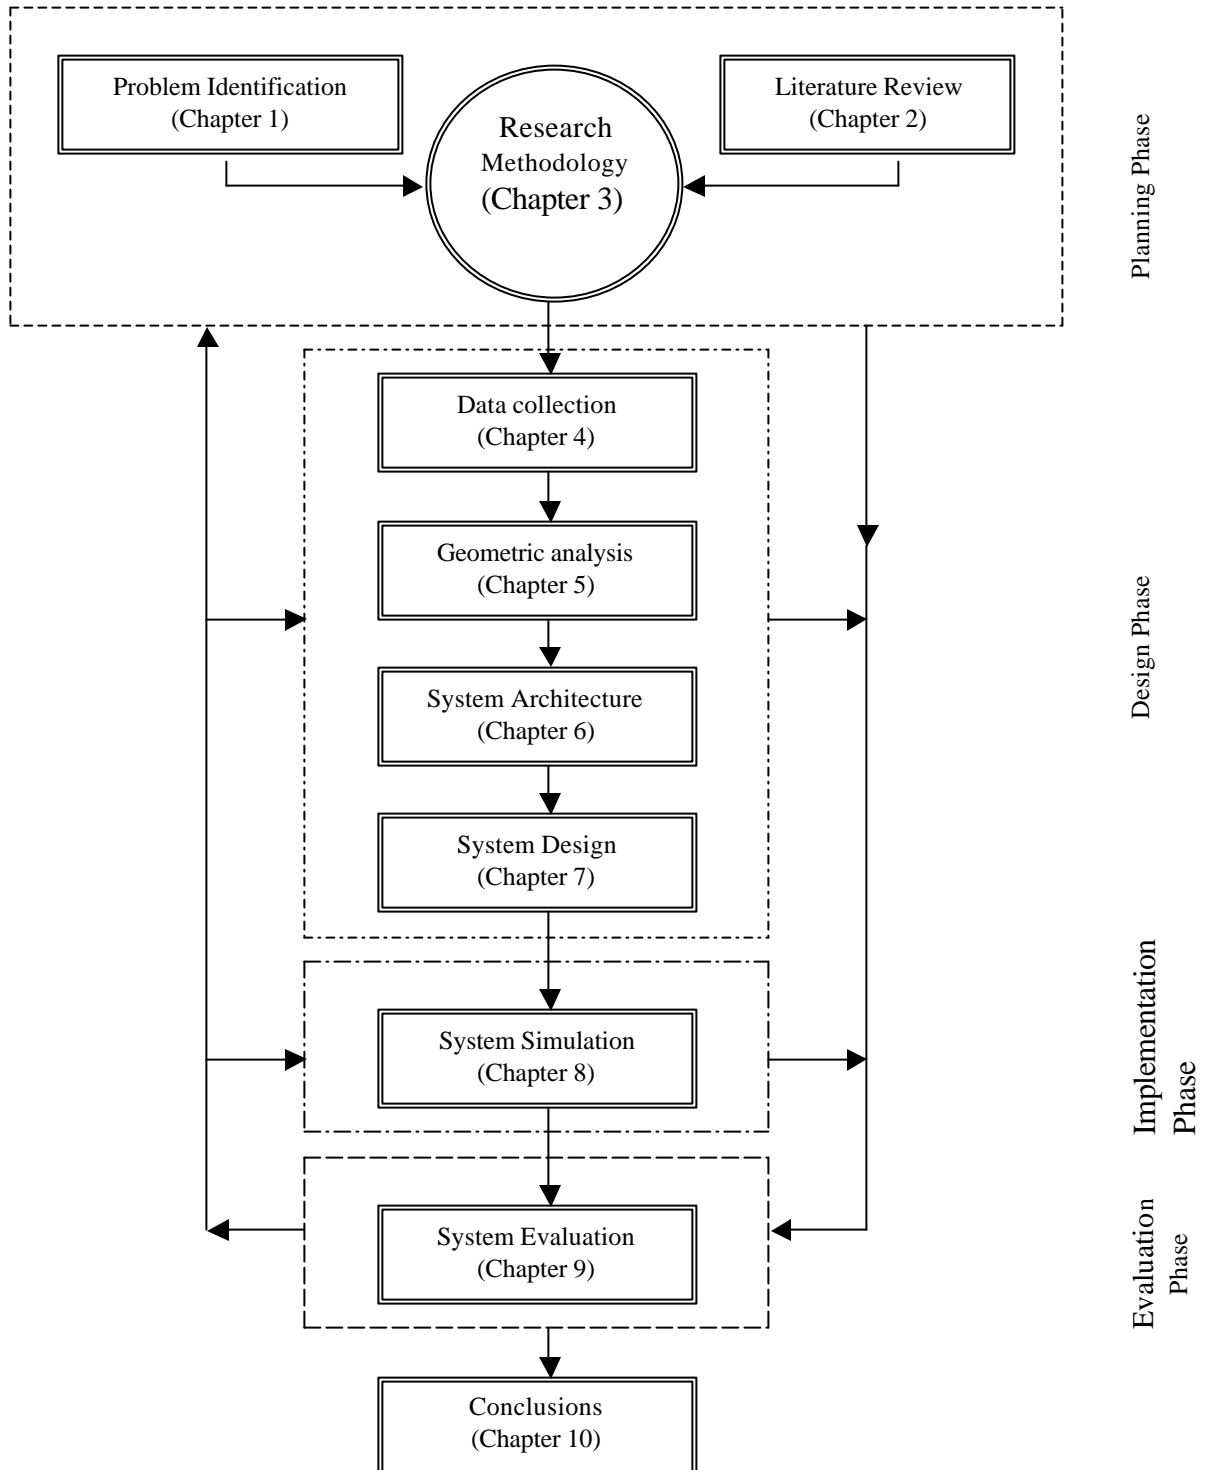 Problem Identification
(Chapter 1)
Research
Methodology
(Chapter 3)
Literature Review
(Chapter 2)
Planning Phase
Data collection
(Chapter 4)
Geometric analysis
(Chapter 5)
System Architecture
(Chapter 6)
System Design
(Chapter 7)
Design Phase
System Simulation
(Chapter 8)
Implementation
Phase
System Evaluation
(Chapter 9)
Evaluation
Phase
Conclusions
(Chapter 10)